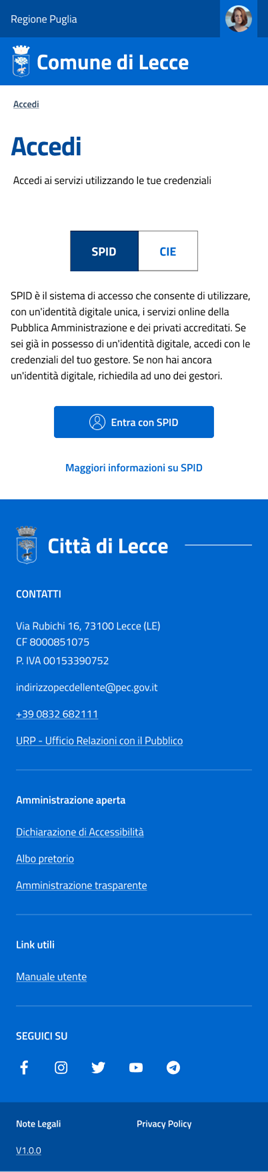 Regione Puglia
Comune di Lecce
Accedi
Accedi
Accedi ai servizi utilizzando le tue credenziali
SPID
CIE
SPID è il sistema di accesso che consente di utilizzare,
con un'identità digitale unica, i servizi online della
Pubblica Amministrazione e dei privati accreditati. Se
sei già in possesso di un'identità digitale, accedi con le
credenziali del tuo gestore. Se non hai ancora
un'identità digitale, richiedila ad uno dei gestori.
Entra con SPID
Maggiori informazioni su SPID
Città di Lecce
CONTATTI
Via Rubichi 16, 73100 Lecce (LE)
CF 8000851075
P. IVA 00153390752
indirizzopecdellente@pec.gov.it
+39 0832 682111
URP - Ufficio Relazioni con il Pubblico
Amministrazione aperta
Dichiarazione di Accessibilità
Albo pretorio
Amministrazione trasparente
Link utili
Manuale utente
SEGUICI SU
Note Legali
Privacy Policy
V1.0.0